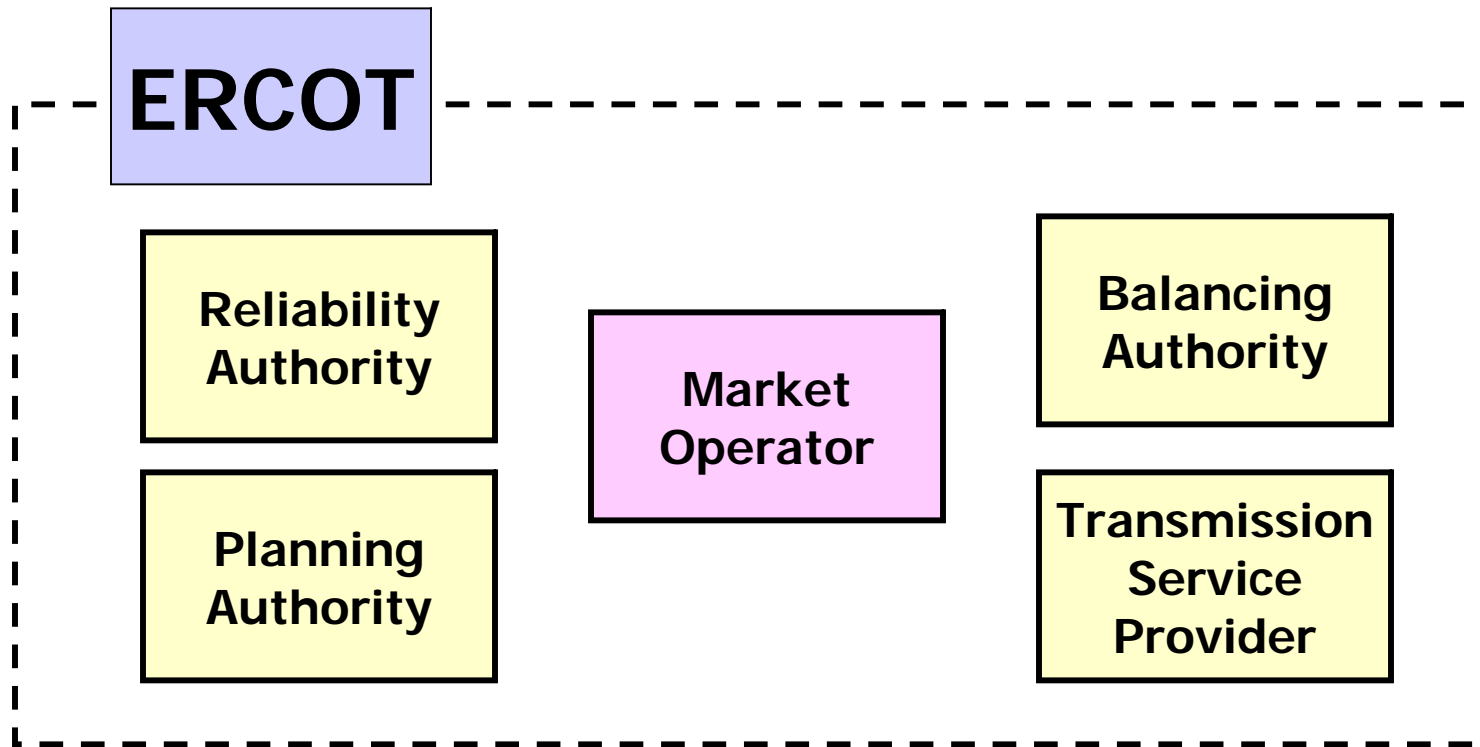 ERCOT
Reliability
Authority
Planning
Authority
Market
Operator
Balancing
Authority
Transmission
Service
Provider